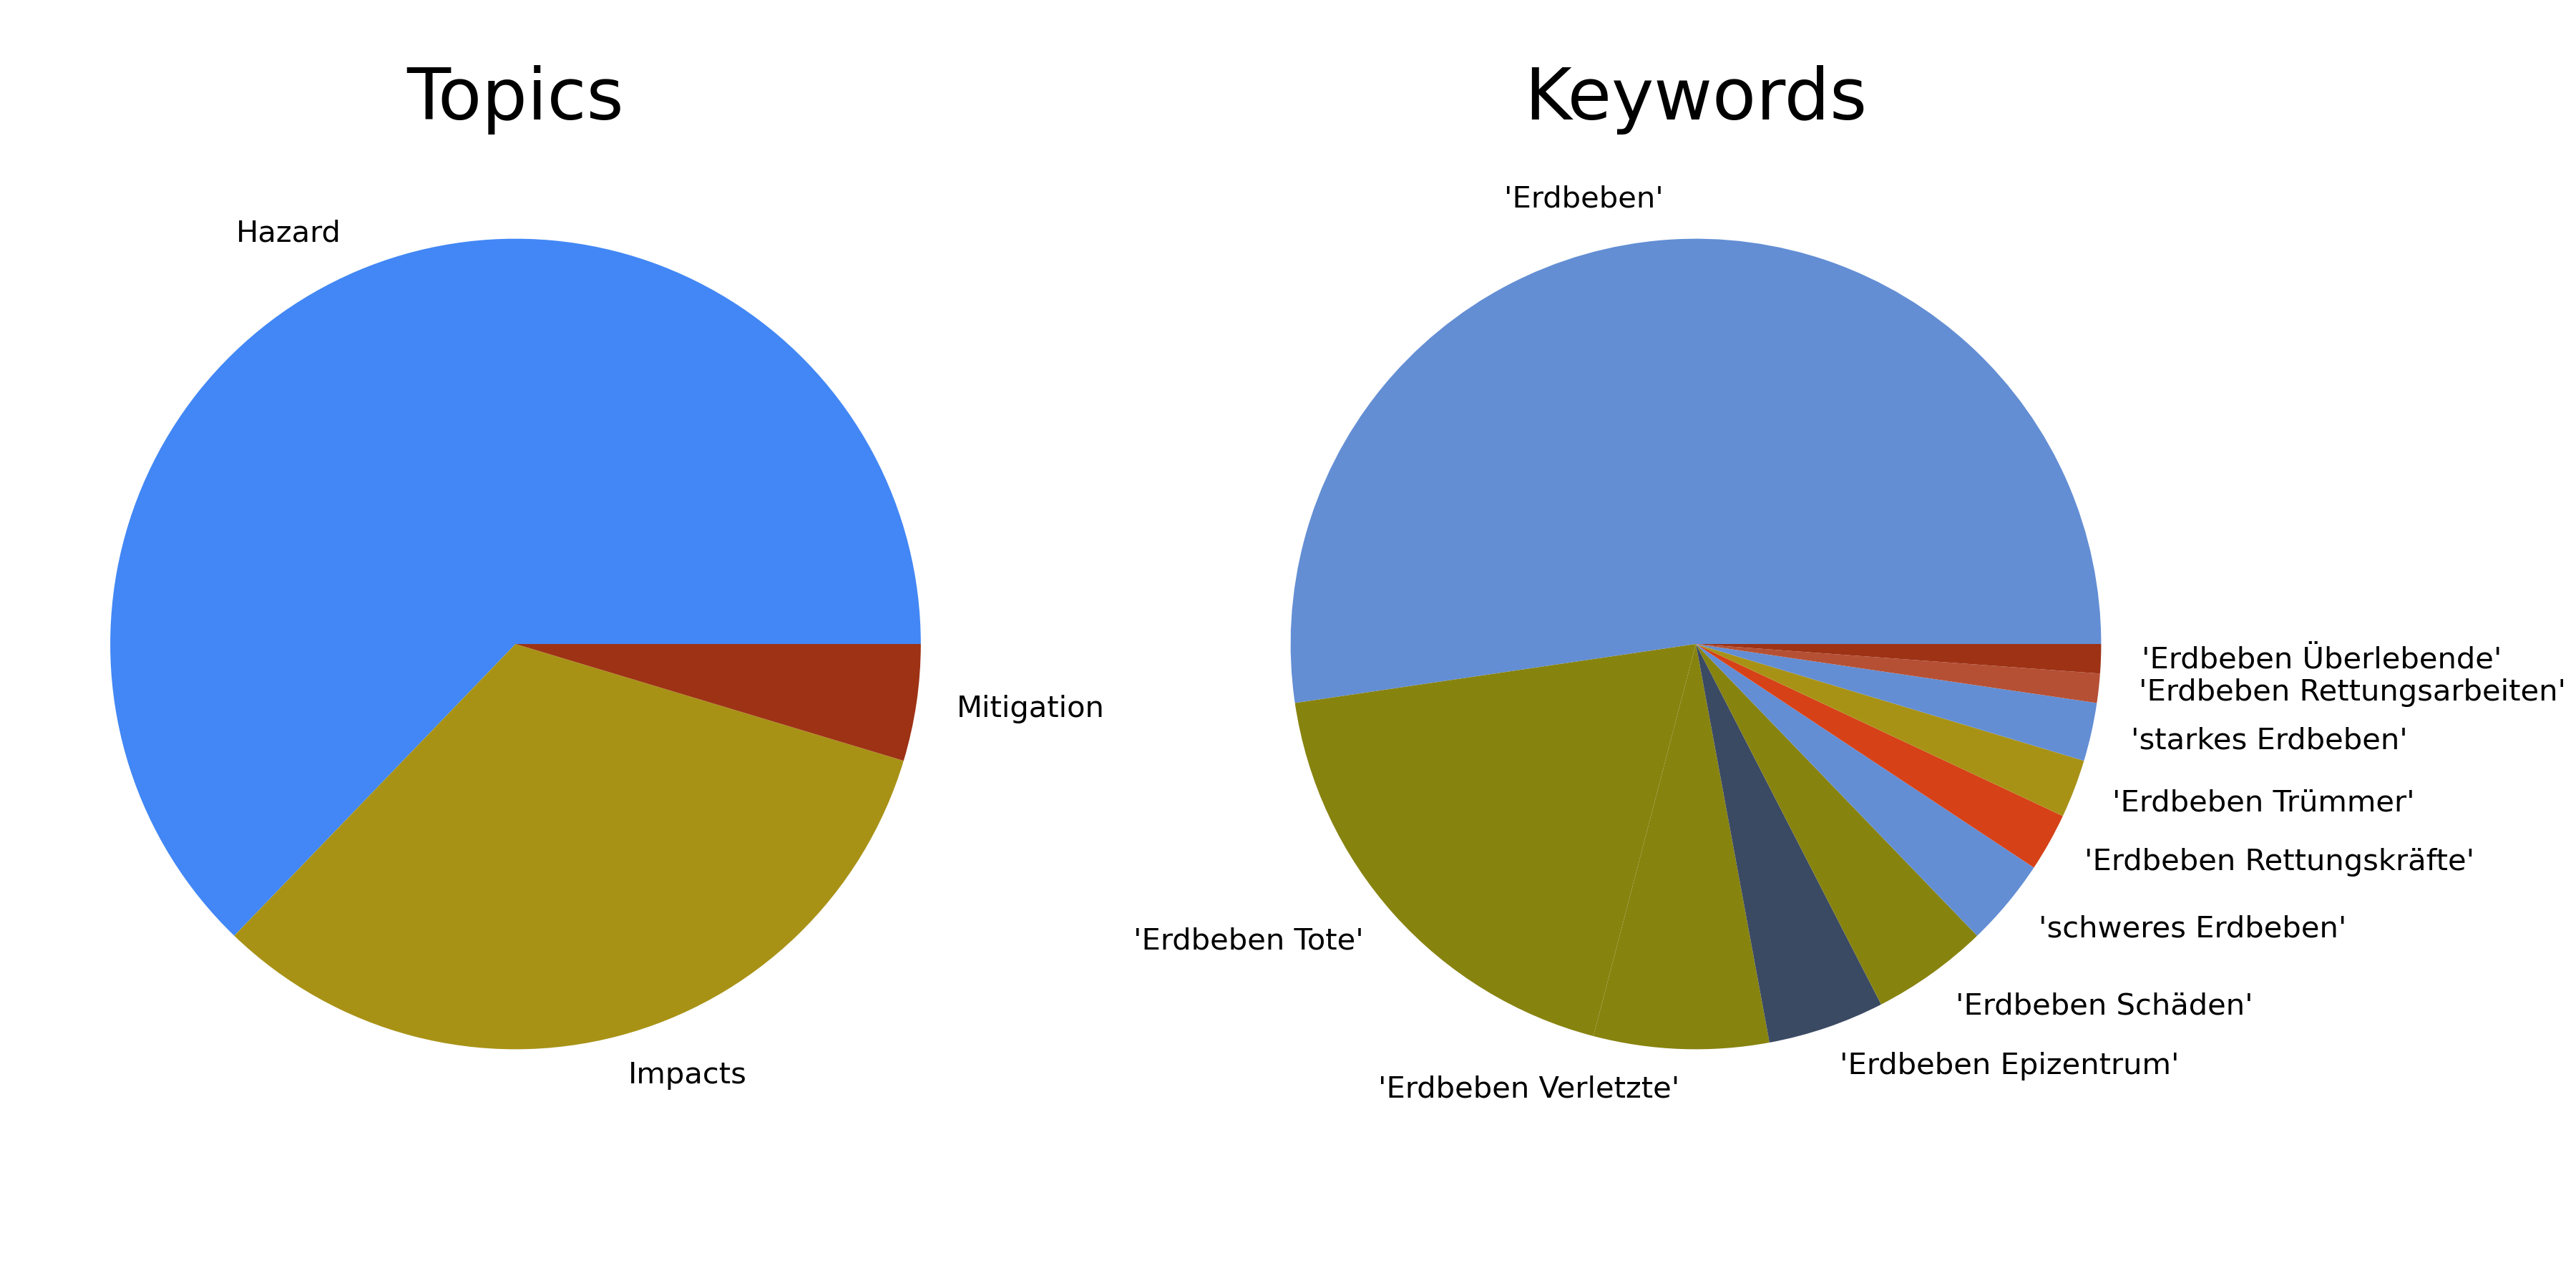 Topics
Hazard
Mitigation
Impacts
Keywords
'Erdbeben'
'Erdbeben Überlebende'
'Erdbeben Rettungsarbeiten'
'starkes Erdbeben'
'Erdbeben Trümmer'
'Erdbeben Rettungskräfte'
'schweres Erdbeben'
'Erdbeben Tote'
'Erdbeben Schäden'
'Erdbeben Epizentrum'
'Erdbeben Verletzte'